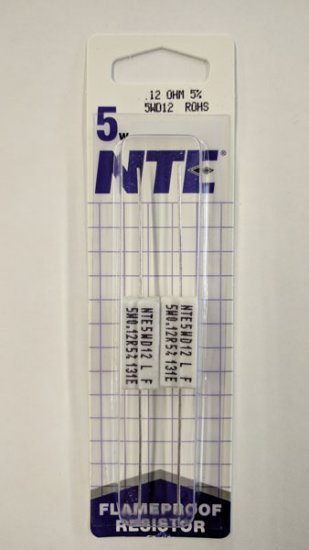 .12 OHM 5%
5WD12 ROHS
5W
NTE®
NTE5WD12 L F
5W0.12R5% 131E
NTE5WD12 L F
5W0.12R5% 131E
FLAMEPROOF
RESISTOR